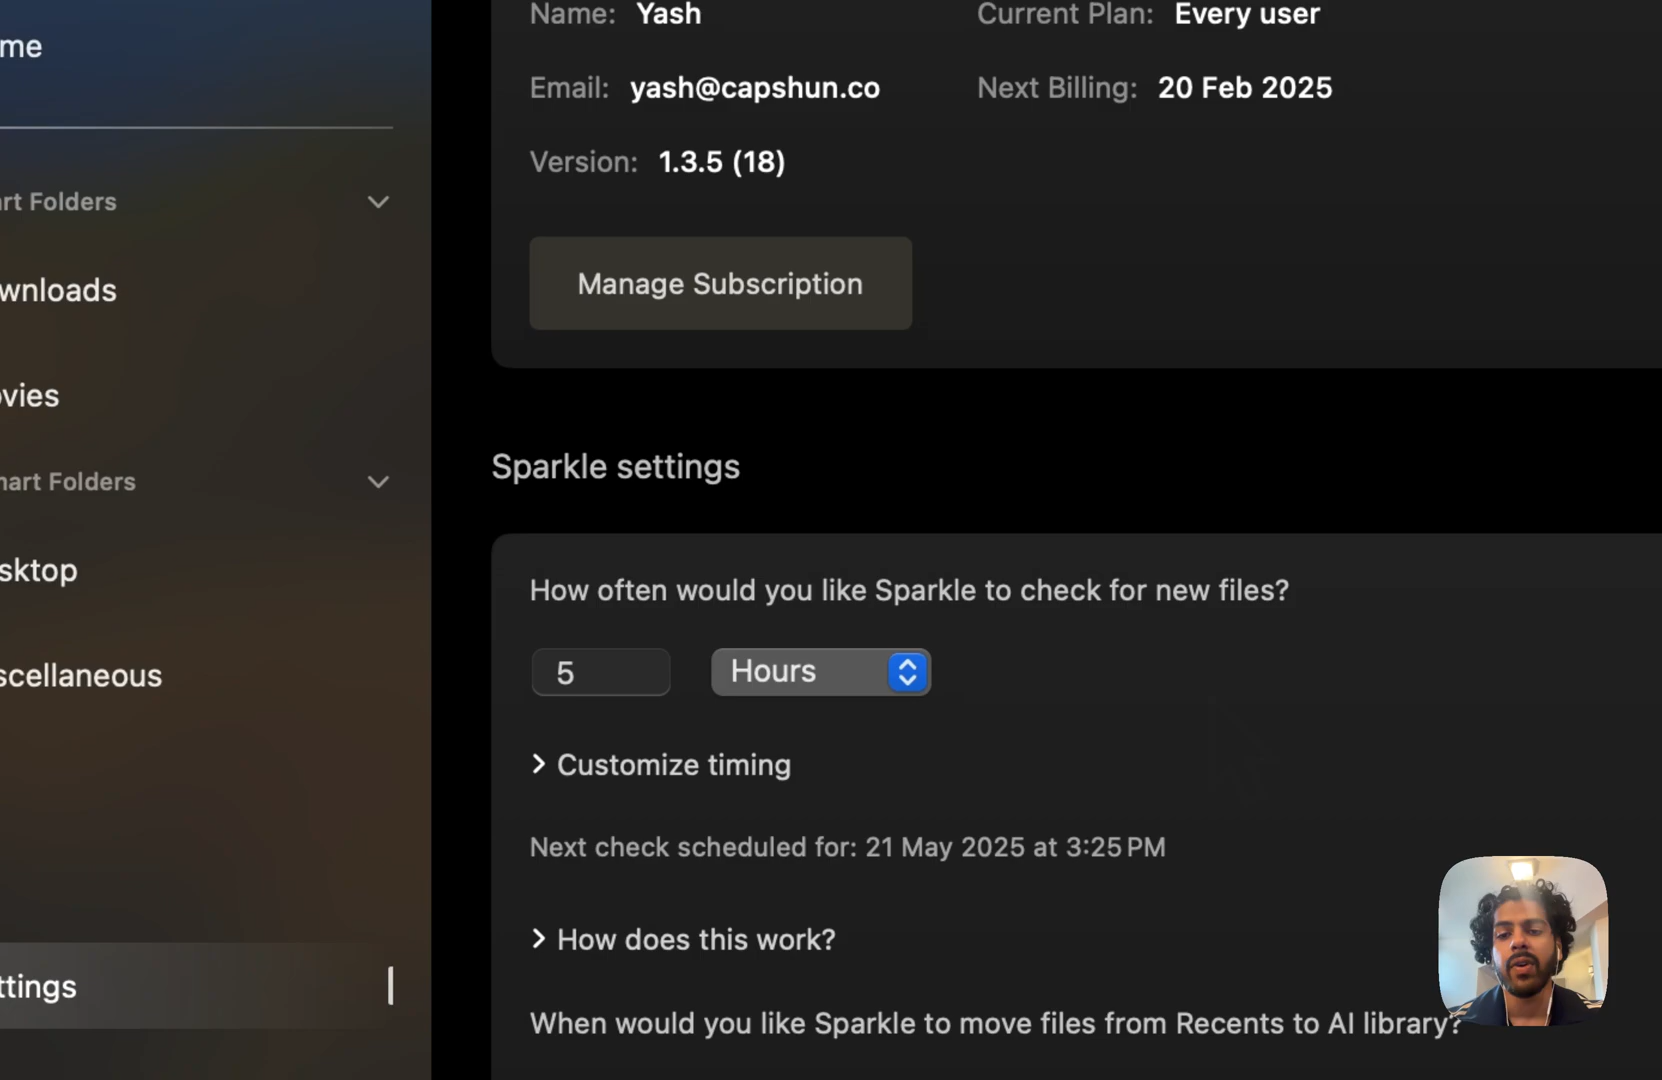 me
rt Folders
wnloads
vies
art Folders
sktop
scellaneous
ttings
Name: Yash
Current Plan: Every user
Email: yash@capshun.co
Next Billing: 20 Feb 2025
Version: 1.3.5 (18)
Manage Subscription
Sparkle settings
How often would you like Sparkle to check for new files?
5 Hours
Customize timing
Next check scheduled for: 21 May 2025 at 3:25 PM
How does this work?
When would you like Sparkle to move files from Recents to AI library?